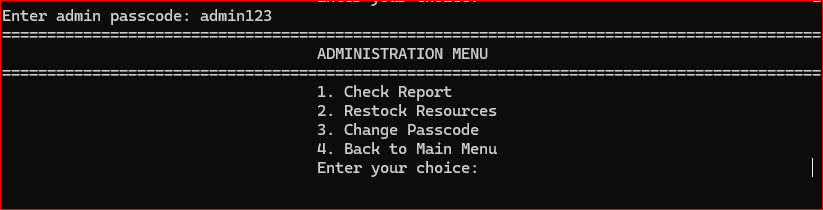 Enter admin passcode: admin123
===========================================================================================
ADMINISTRATION MENU
===========================================================================================
1. Check Report
2. Restock Resources
3. Change Passcode
4. Back to Main Menu
Enter your choice: